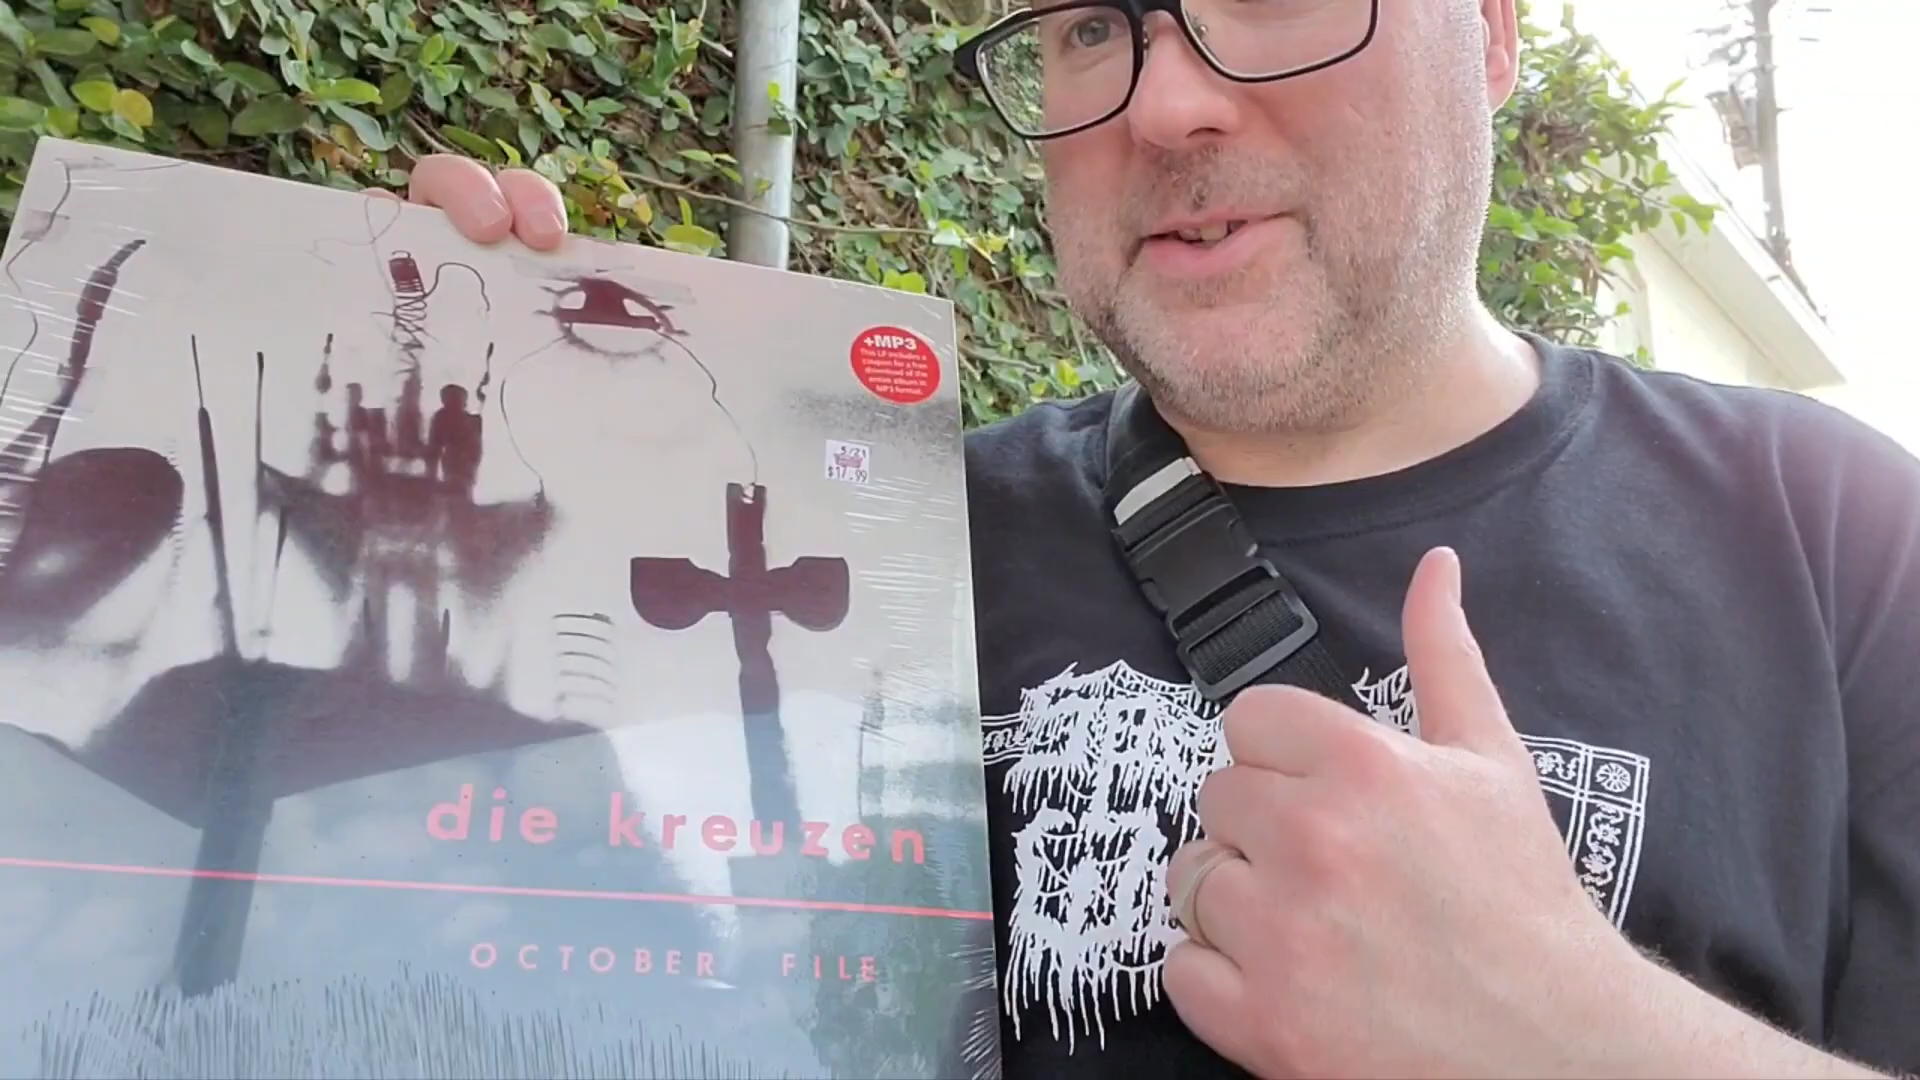 +MP3
This LP includes a
coupon for a free
download of the
entire album in
MP3 format.
5/21
$17.99
die kreuzen
OCTOBER FILE